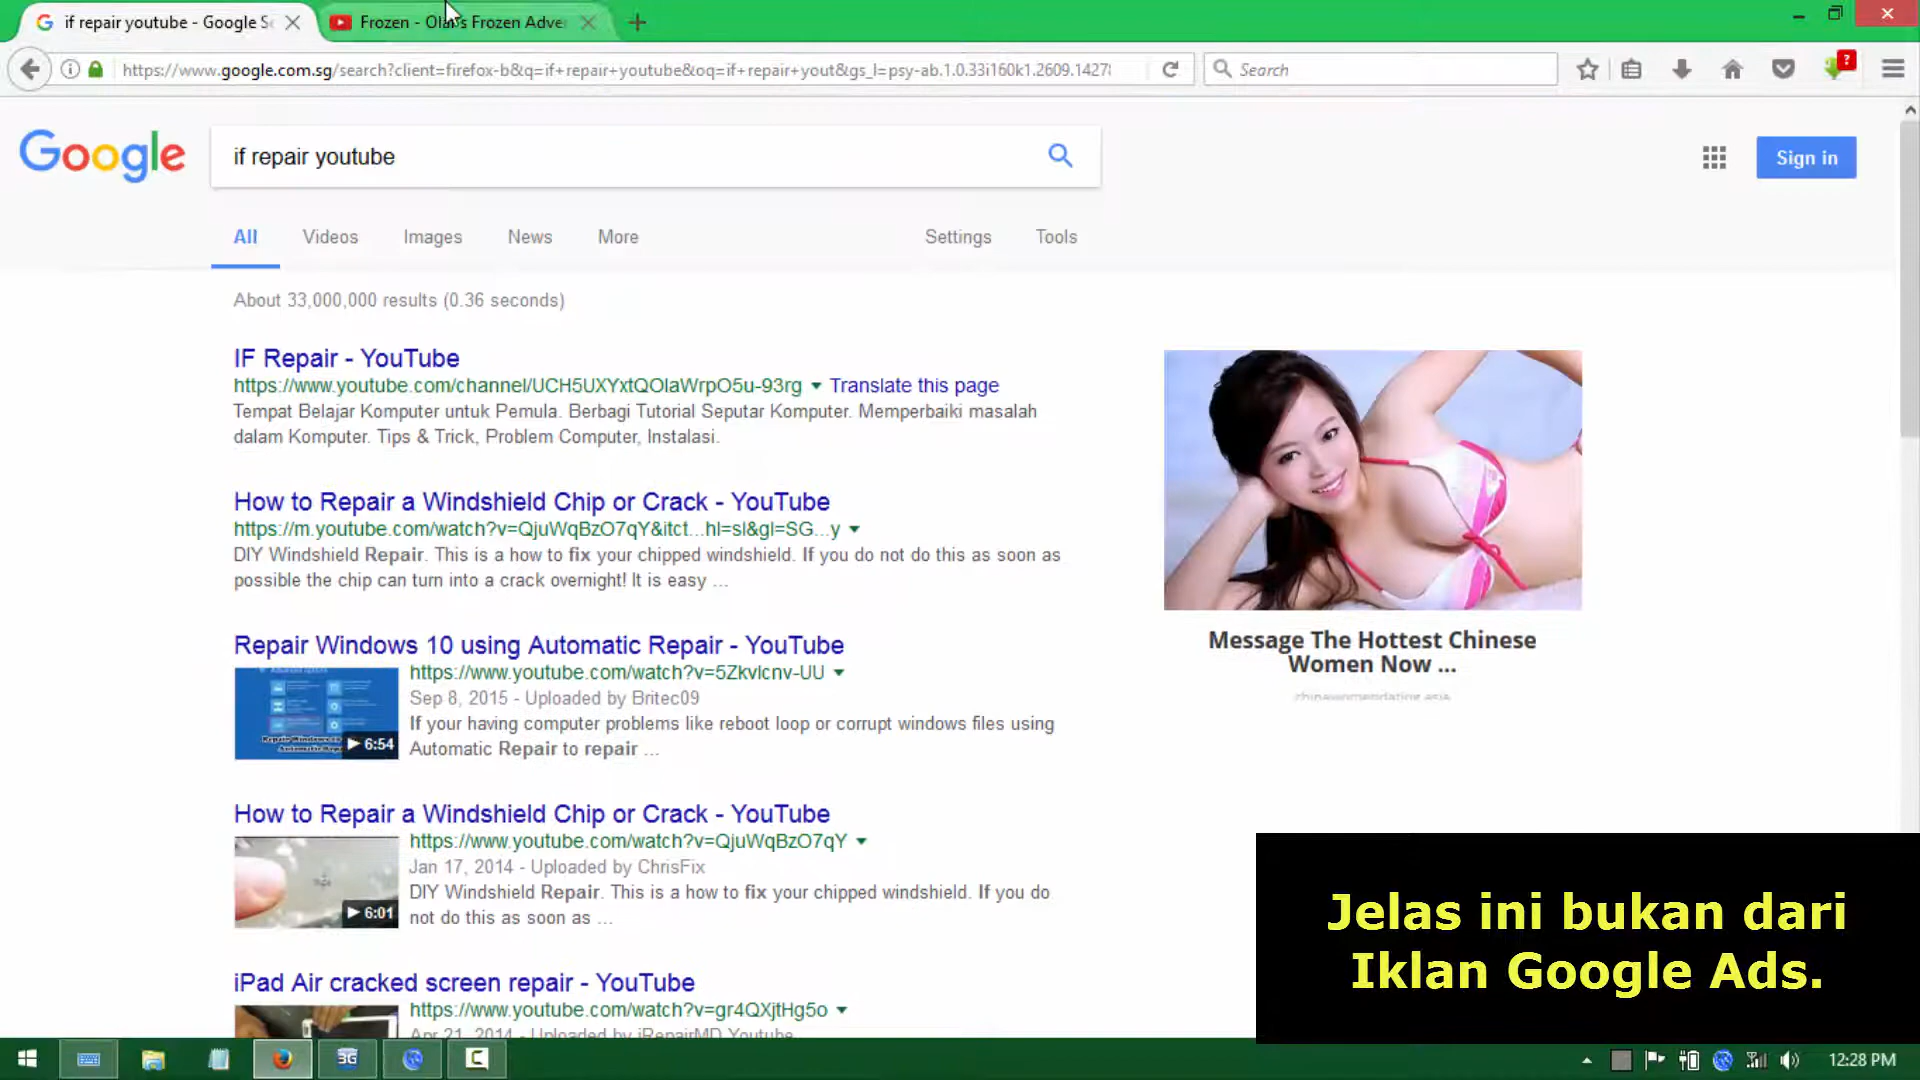 if repair youtube - Google S
Frozen - Olaf's Frozen Adve
https://www.google.com.sg/search?client=firefox-b&q=if+repair+youtube&oq=if+repair+yout&gs_l=psy-ab.1.0.33i160k1.2609.1427
Search
?
Google
if repair youtube
Sign in
All
Videos
Images
News
More
Settings
Tools
About 33,000,000 results (0.36 seconds)
IF Repair - YouTube
https://www.youtube.com/channel/UCH5UXYxtQOlaWrpO5u-93rg
Translate this page
Tempat Belajar Komputer untuk Pemula. Berbagi Tutorial Seputar Komputer. Memperbaiki masalah
dalam Komputer. Tips & Trick, Problem Computer, Instalasi.
How to Repair a Windshield Chip or Crack - YouTube
https://m.youtube.com/watch?v=QjuWqBzO7qY&itct...hl=sl&gl=SG...y
DIY Windshield Repair. This is a how to fix your chipped windshield. If you do not do this as soon as
possible the chip can turn into a crack overnight! It is easy ...
Repair Windows 10 using Automatic Repair - YouTube
6:54
https://www.youtube.com/watch?v=5Zkvlcnv-UU
Sep 8, 2015 - Uploaded by Britec09
If your having computer problems like reboot loop or corrupt windows files using
Automatic Repair to repair ...
How to Repair a Windshield Chip or Crack - YouTube
6:01
https://www.youtube.com/watch?v=QjuWqBzO7qY
Jan 17, 2014 - Uploaded by ChrisFix
DIY Windshield Repair. This is a how to fix your chipped windshield. If you do
not do this as soon as ...
iPad Air cracked screen repair - YouTube
https://www.youtube.com/watch?v=gr4QXjtHg5o
Apr 21, 2014 - Uploaded by iRepairMD Youtube
Message The Hottest Chinese
Women Now ...
chinewomendating.asia
Jelas ini bukan dari
Iklan Google Ads.
3G
12:28 PM